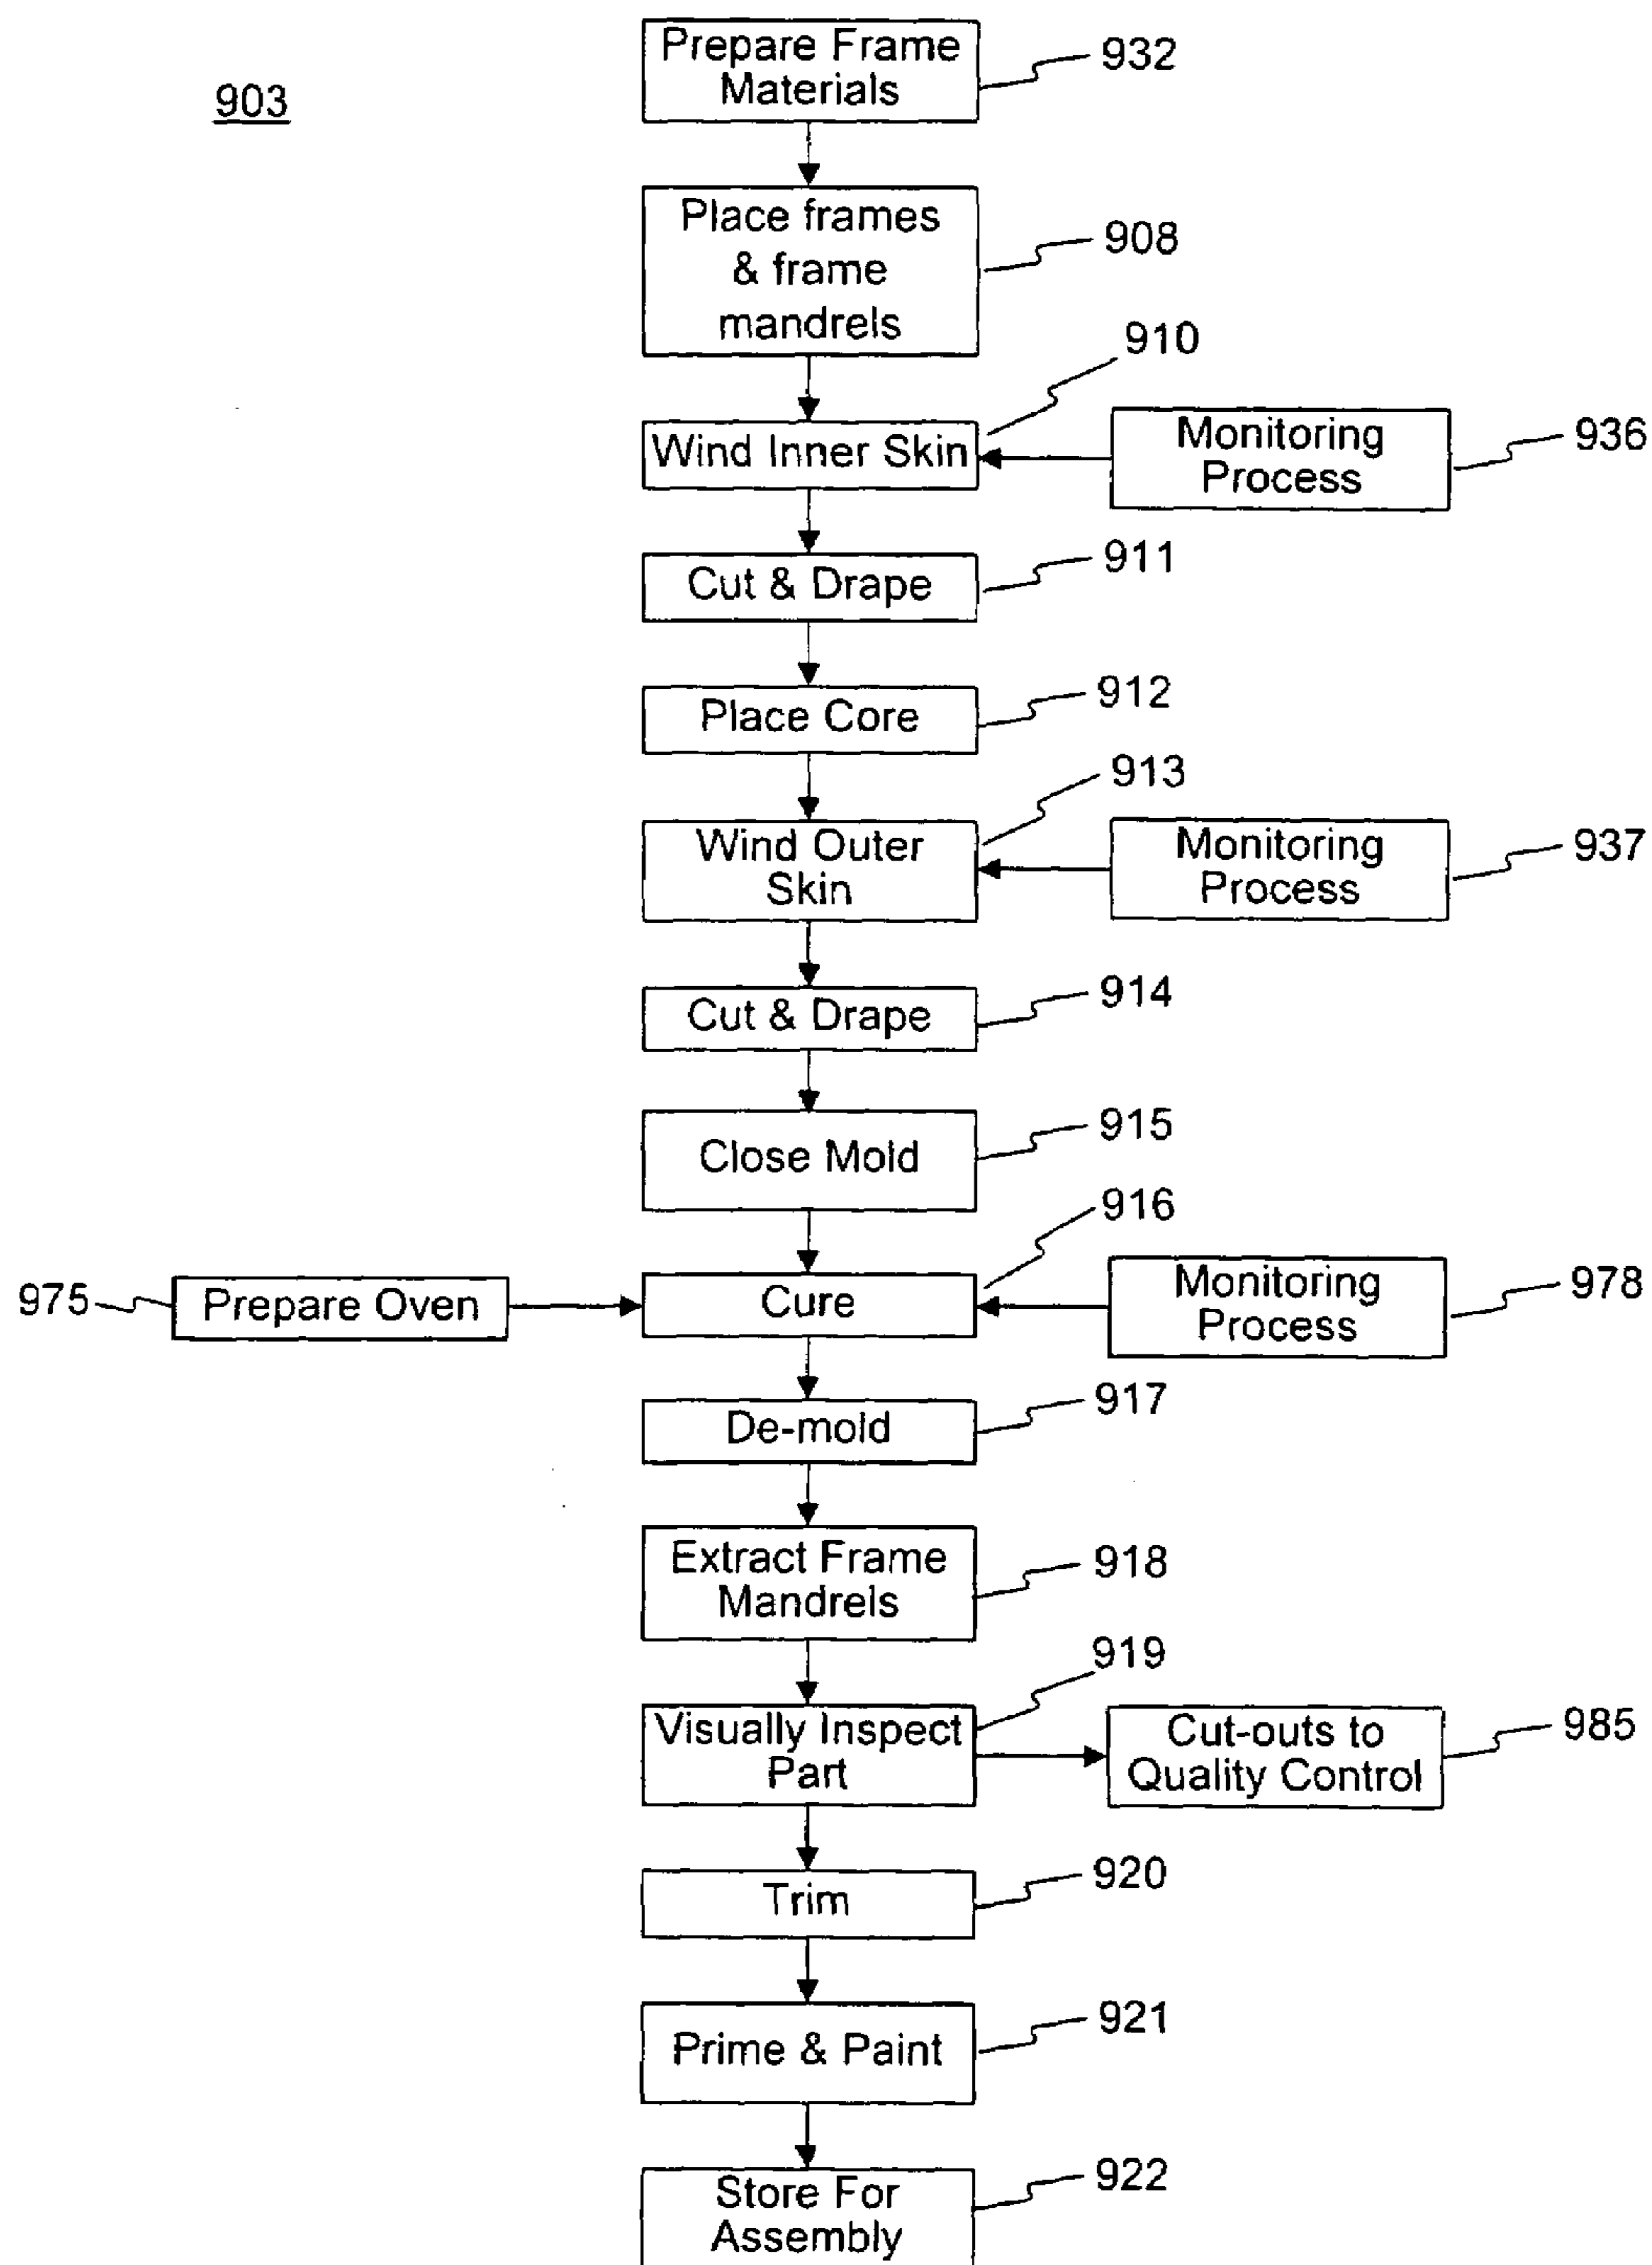 903
Prepare Frame
Materials
932
Place frames
& frame
mandrels
908
910
Wind Inner Skin
Monitoring
Process
936
Cut & Drape
911
Place Core
912
913
Wind Outer
Skin
Monitoring
Process
937
Cut & Drape
914
Close Mold
915
916
975
Prepare Oven
Cure
Monitoring
Process
978
De-mold
917
Extract Frame
Mandrels
918
919
Visually Inspect
Part
Cut-outs to
Quality Control
985
Trim
920
Prime & Paint
921
Store For
Assembly
922